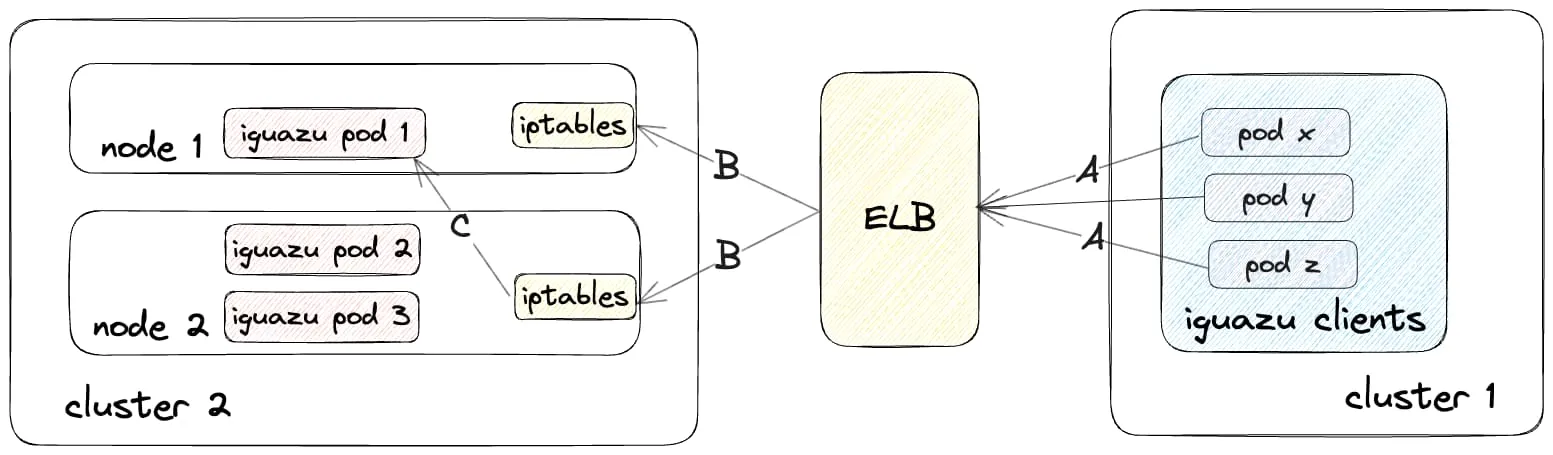 iguazu pod 1
iptables
node 1
C
iguazu pod 2
iptables
iguazu pod 3
node 2
cluster 2
B
B
ELB
A
A
pod x
pod y
pod z
iguazu clients
cluster 1